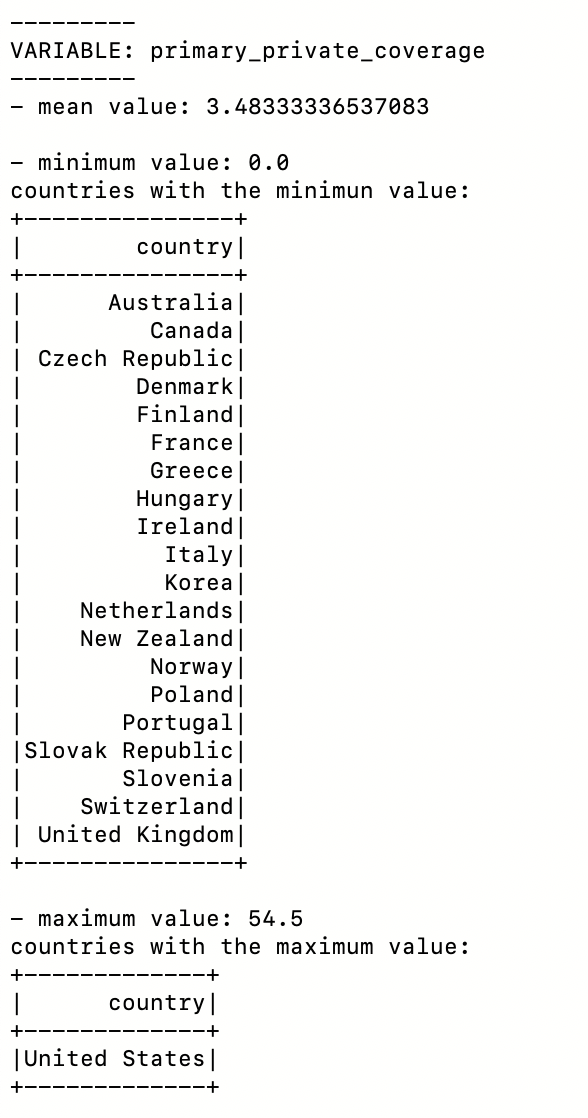 ---------
VARIABLE: primary_private_coverage
---------
- mean value: 3.48333336537083

- minimum value: 0.0
countries with the minimun value:
+---------------+
|        country|
+---------------+
|      Australia|
|         Canada|
| Czech Republic|
|        Denmark|
|        Finland|
|         France|
|         Greece|
|        Hungary|
|        Ireland|
|          Italy|
|          Korea|
|    Netherlands|
|    New Zealand|
|         Norway|
|         Poland|
|       Portugal|
|Slovak Republic|
|       Slovenia|
|    Switzerland|
| United Kingdom|
+---------------+

- maximum value: 54.5
countries with the maximum value:
+-------------+
|      country|
+-------------+
|United States|
+-------------+